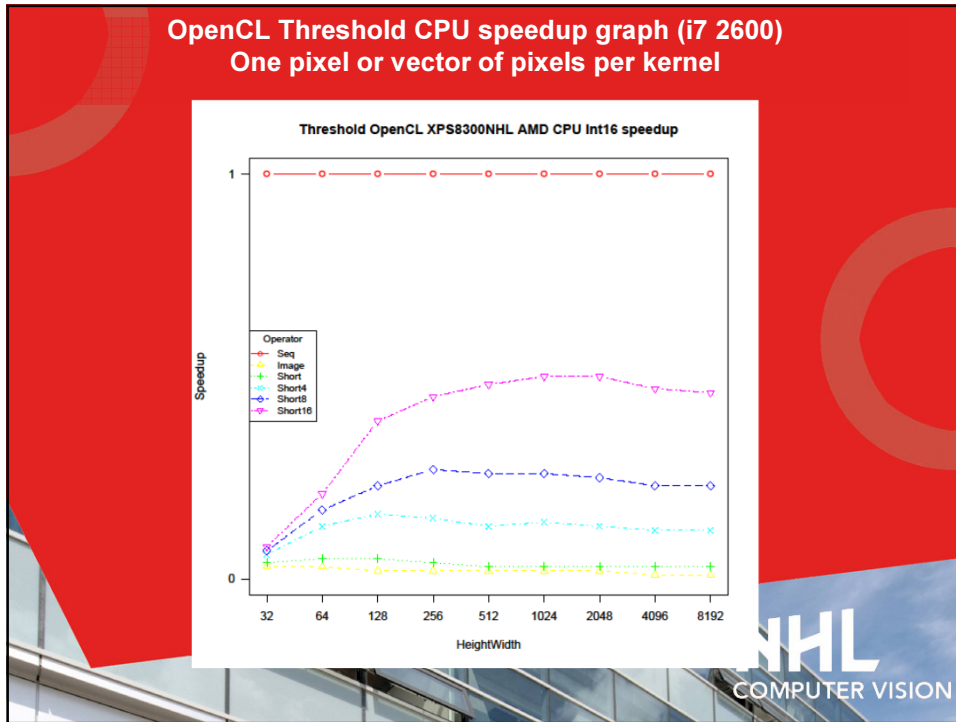 OpenCL Threshold CPU speedup graph (i7 2600)
One pixel or vector of pixels per kernel
Threshold OpenCL XPS8300NHL AMD CPU Int16 speedup
1
0
Speedup
Operator
Seq
Image
Short
Short4
Short8
Short16
32 64 128 256 512 1024 2048 4096 8192
HeightWidth
NHL
COMPUTER VISION